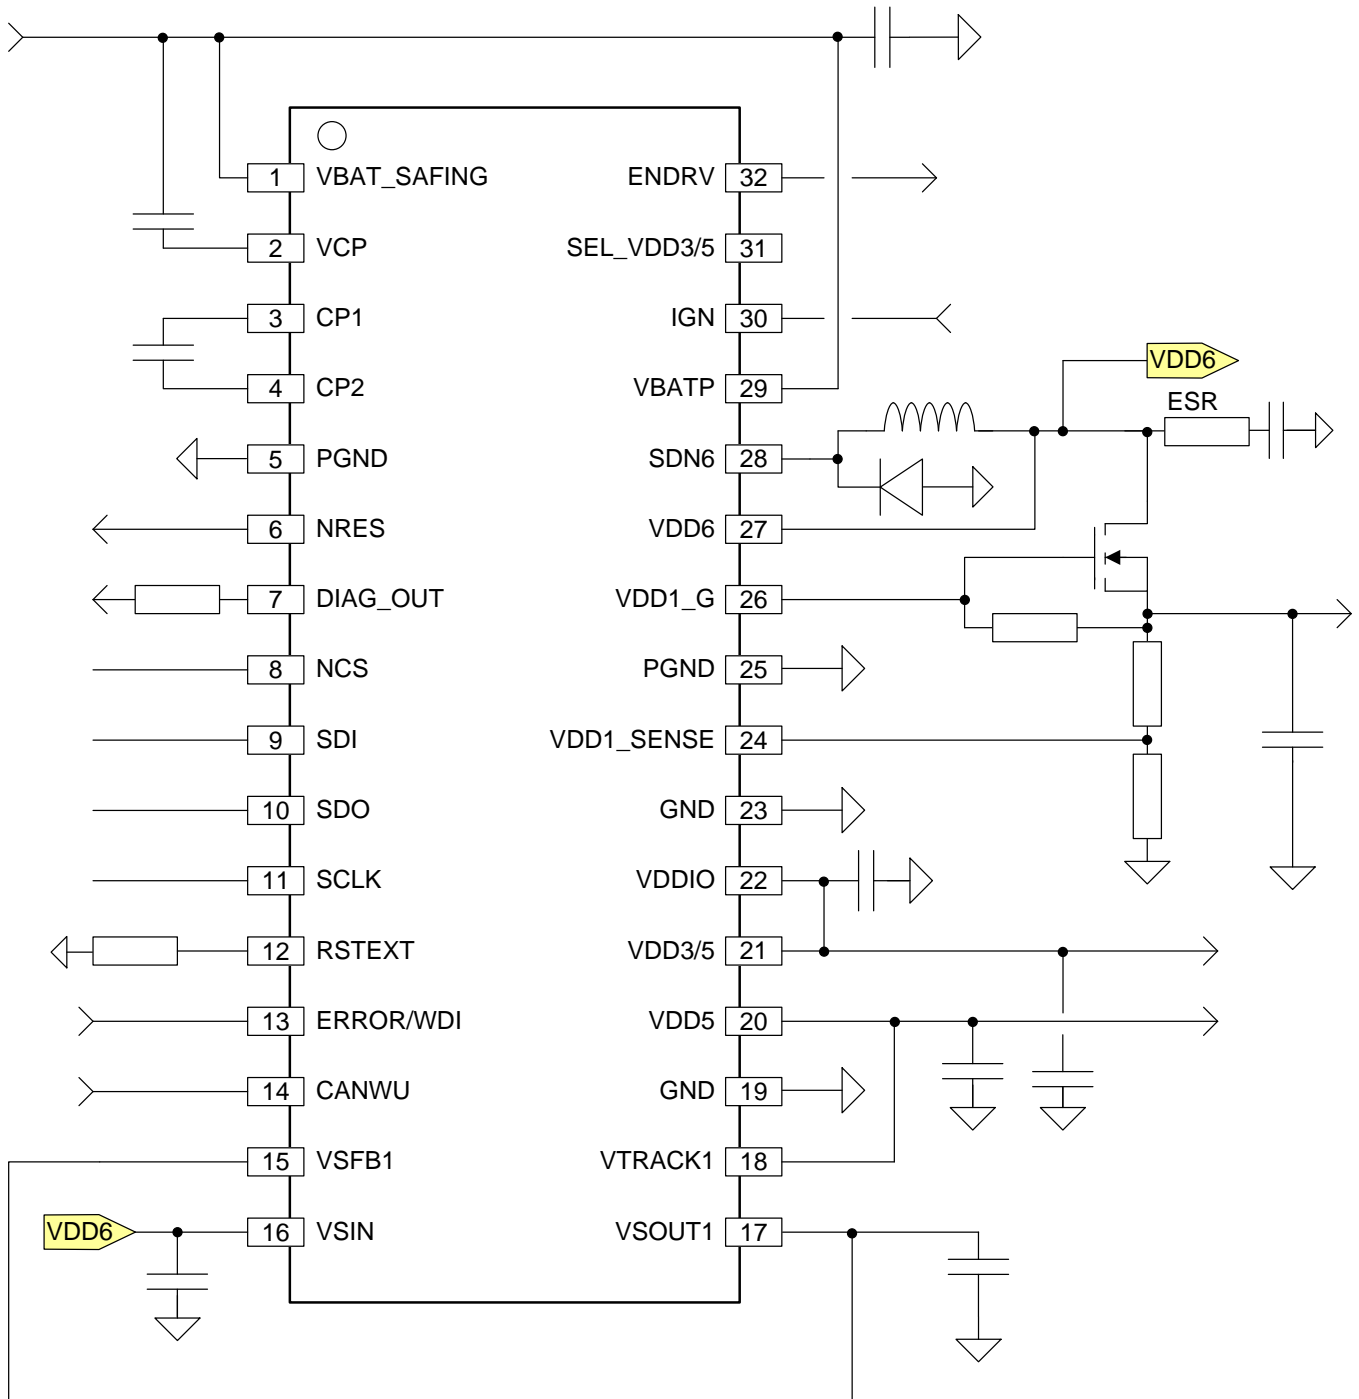 1 VBAT_SAFING ENDRV 32
2 VCP SEL_VDD3/5 31
3 CP1 IGN 30
4 CP2 VBATP 29
VDD6
ESR
5 PGND SDN6 28
6 NRES VDD6 27
7 DIAG_OUT VDD1_G 26
8 NCS PGND 25
9 SDI VDD1_SENSE 24
10 SDO GND 23
11 SCLK VDDIO 22
12 RSTEXT VDD3/5 21
13 ERROR/WDI VDD5 20
14 CANWU GND 19
15 VSFB1 VTRACK1 18
VDD6 16 VSIN VSOUT1 17